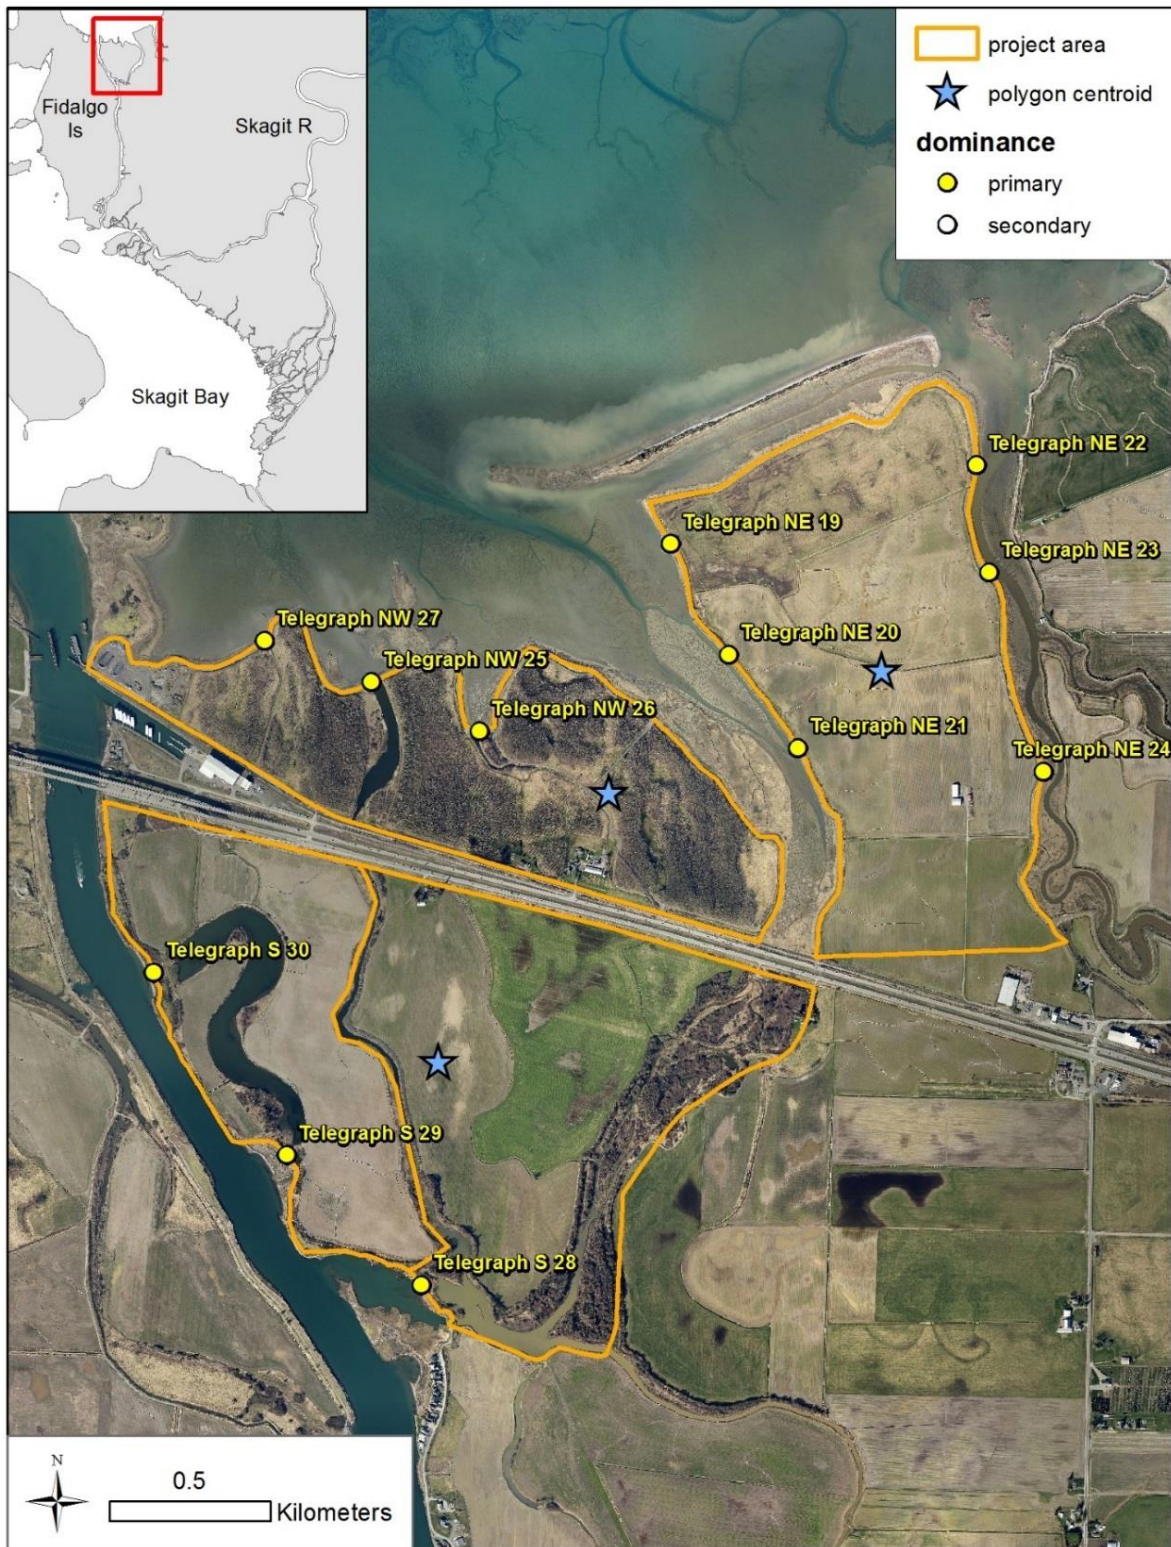 Fidalgo
Is
Skagit R
Skagit Bay
project area
polygon centroid
dominance
primary
secondary
Telegraph NE 22
Telegraph NE 19
Telegraph NE 23
Telegraph NW 27
Telegraph NE 20
Telegraph NW 25
Telegraph NW 26
Telegraph NE 21
Telegraph NE 24
Telegraph S 30
Telegraph S 29
Telegraph S 28
N
0.5
Kilometers